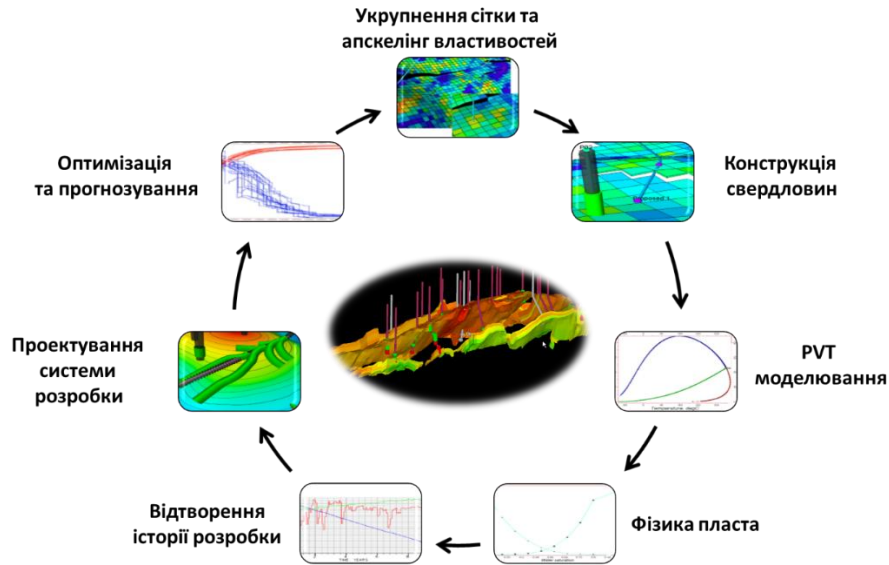 Укрупнення сітки та
апскелінг властивостей
Конструкція
свердловин
PVT
моделювання
Фізика пласта
Відтворення
історії розробки
Проектування
системи
розробки
Оптимізація
та прогнозування